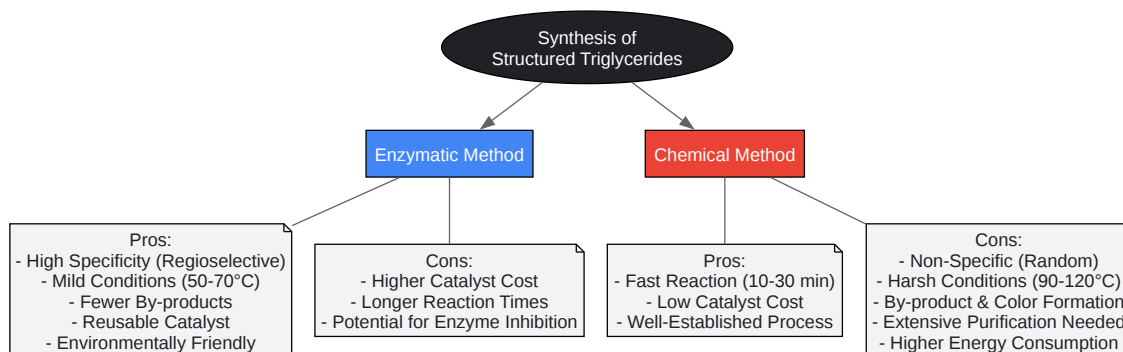 Synthesis of
Structured Triglycerides
Enzymatic Method
Chemical Method
Pros:
- High Specificity (Regioselective)
- Mild Conditions (50-70°C)
- Fewer By-products
- Reusable Catalyst
- Environmentally Friendly
Cons:
- Higher Catalyst Cost
- Longer Reaction Times
- Potential for Enzyme Inhibition
Pros:
- Fast Reaction (10-30 min)
- Low Catalyst Cost
- Well-Established Process
Cons:
- Non-Specific (Random)
- Harsh Conditions (90-120°C)
- By-product & Color Formation
- Extensive Purification Needed
- Higher Energy Consumption